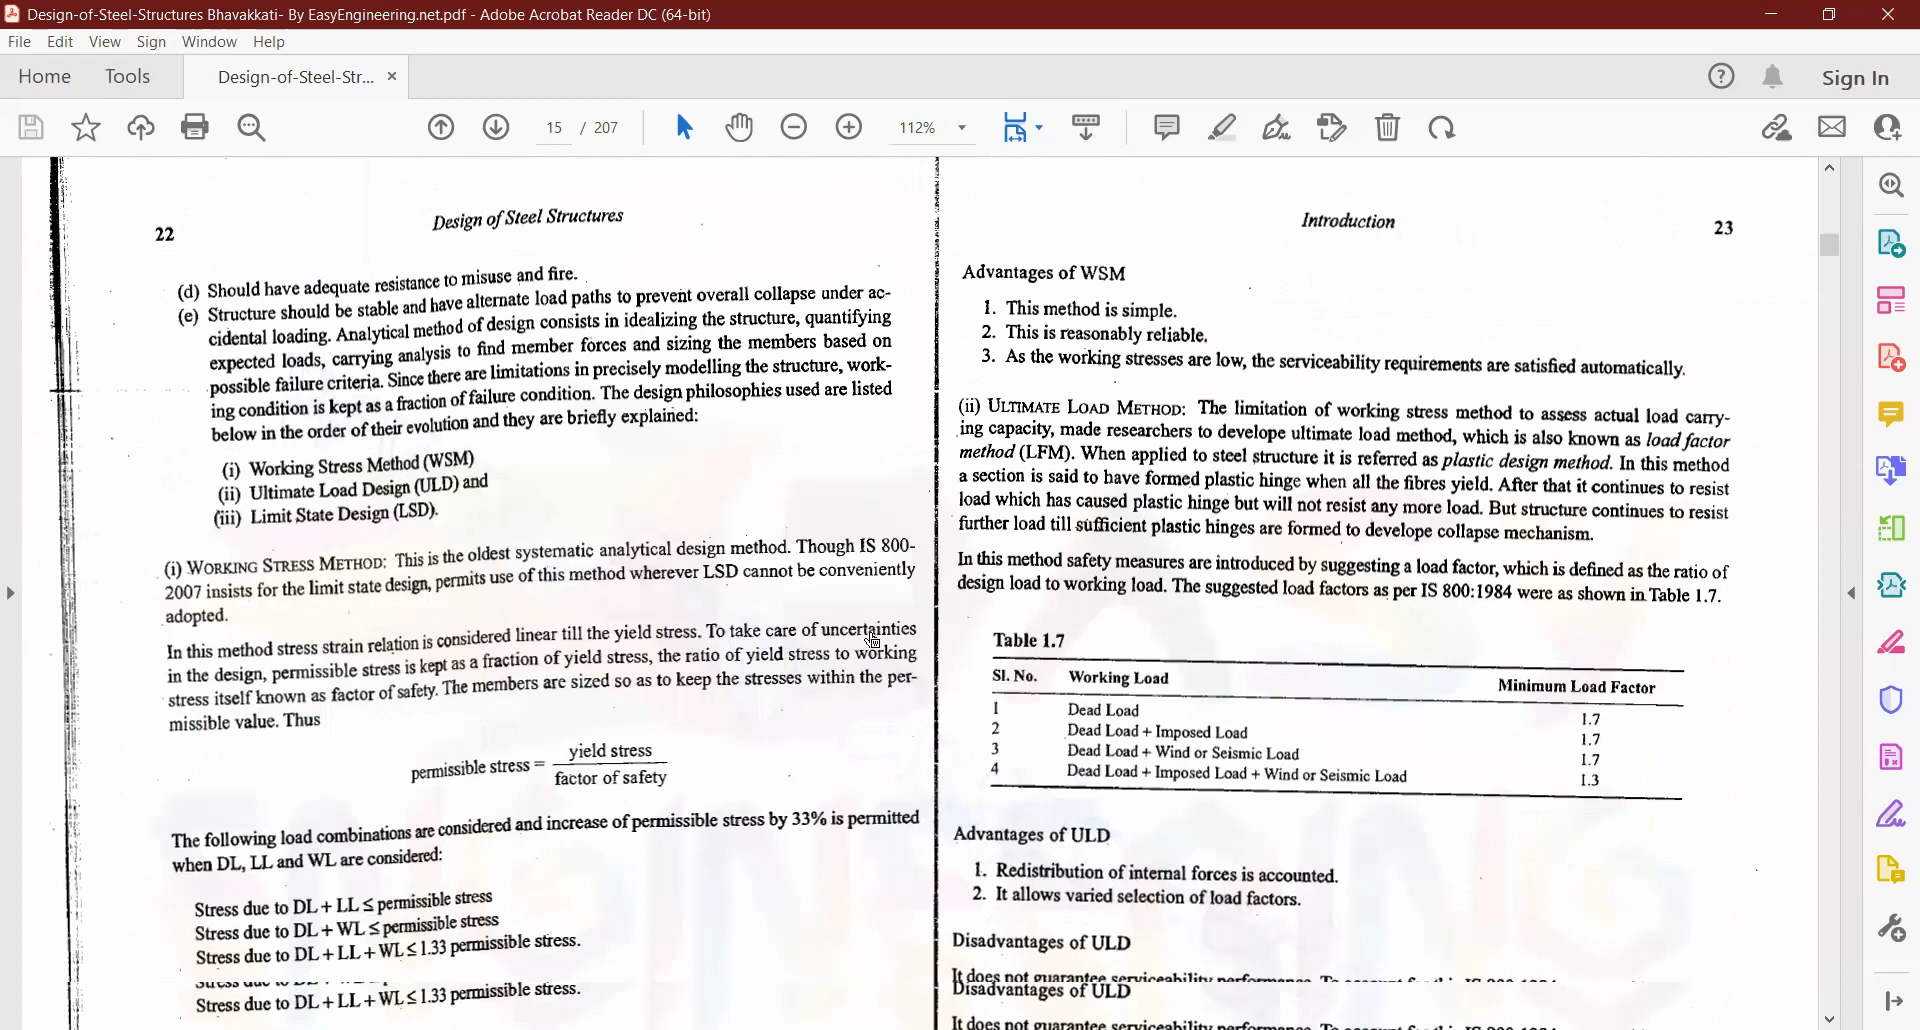 Design-of-Steel-Structures Bhavakkati- By EasyEngineering.net.pdf - Adobe Acrobat Reader DC (64-bit)
File Edit View Sign Window Help
Home Tools Design-of-Steel-Str... × Sign In
15 / 207 112%
22
Design of Steel Structures
(d) Should have adequate resistance to misuse and fire.
(e) Structure should be stable and have alternate load paths to prevent overall collapse under ac-
cidental loading. Analytical method of design consists in idealizing the structure, quantifying
expected loads, carrying analysis to find member forces and sizing the members based on
possible failure criteria. Since there are limitations in precisely modelling the structure, work-
ing condition is kept as a fraction of failure condition. The design philosophies used are listed
below in the order of their evolution and they are briefly explained:
(i) Working Stress Method (WSM)
(ii) Ultimate Load Design (ULD) and
(iii) Limit State Design (LSD).
(i) WORKING STRESS METHOD: This is the oldest systematic analytical design method. Though IS 800-
2007 insists for the limit state design, permits use of this method wherever LSD cannot be conveniently
adopted.
In this method stress strain relation is considered linear till the yield stress. To take care of uncertainties
in the design, permissible stress is kept as a fraction of yield stress, the ratio of yield stress to working
stress itself known as factor of safety. The members are sized so as to keep the stresses within the per-
missible value. Thus
permissible stress = yield stress
factor of safety
The following load combinations are considered and increase of permissible stress by 33% is permitted
when DL, LL and WL are considered:
Stress due to DL + LL ≤ permissible stress
Stress due to DL + WL ≤ permissible stress
Stress due to DL + LL + WL ≤ 1.33 permissible stress.
Stress due to DL + LL + WL ≤ 1.33 permissible stress.
Introduction
23
Advantages of WSM
1. This method is simple.
2. This is reasonably reliable.
3. As the working stresses are low, the serviceability requirements are satisfied automatically.
(ii) ULTIMATE LOAD METHOD: The limitation of working stress method to assess actual load carry-
ing capacity, made researchers to develope ultimate load method, which is also known as load factor
method (LFM). When applied to steel structure it is referred as plastic design method. In this method
a section is said to have formed plastic hinge when all the fibres yield. After that it continues to resist
load which has caused plastic hinge but will not resist any more load. But structure continues to resist
further load till sufficient plastic hinges are formed to develope collapse mechanism.
In this method safety measures are introduced by suggesting a load factor, which is defined as the ratio of
design load to working load. The suggested load factors as per IS 800:1984 were as shown in Table 1.7.
Table 1.7
Sl. No. Working Load Minimum Load Factor
1 Dead Load 1.7
2 Dead Load + Imposed Load 1.7
3 Dead Load + Wind or Seismic Load 1.7
4 Dead Load + Imposed Load + Wind or Seismic Load 1.3
Advantages of ULD
1. Redistribution of internal forces is accounted.
2. It allows varied selection of load factors.
Disadvantages of ULD
It does not guarantee serviceability performance. To
Disadvantages of ULD
It does not guarantee serviceability performance. To